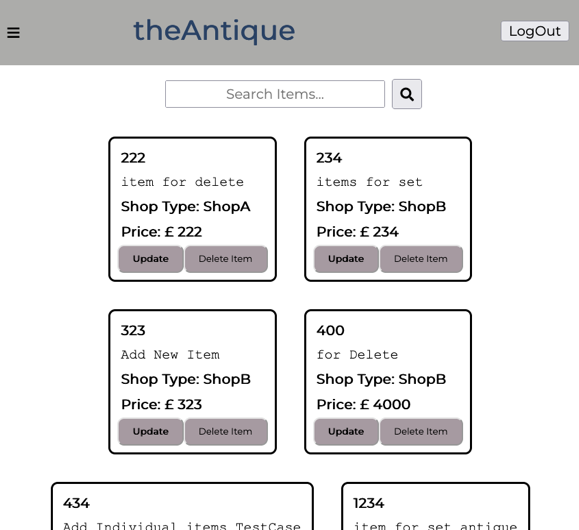 theAntique
LogOut
Search Items...
222
item for delete
Shop Type: ShopA
Price: £ 222
Update
Delete Item
234
items for set
Shop Type: ShopB
Price: £ 234
Update
Delete Item
323
Add New Item
Shop Type: ShopB
Price: £ 323
Update
Delete Item
400
for Delete
Shop Type: ShopB
Price: £ 4000
Update
Delete Item
434
Add Individual items TestCase
1234
item for set antique